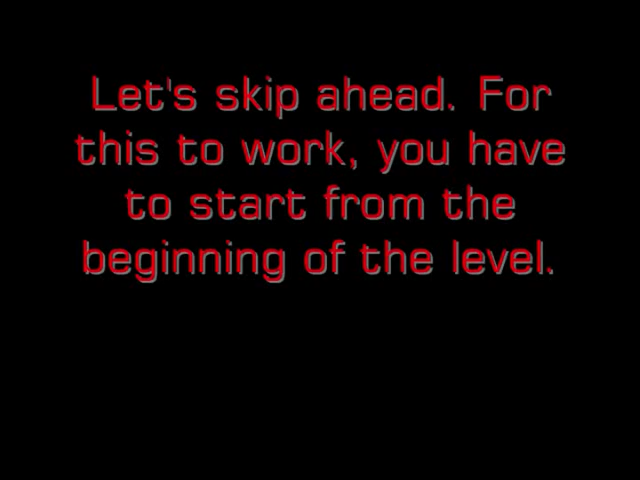 Let's skip ahead. For
this to work, you have
to start from the
beginning of the level.